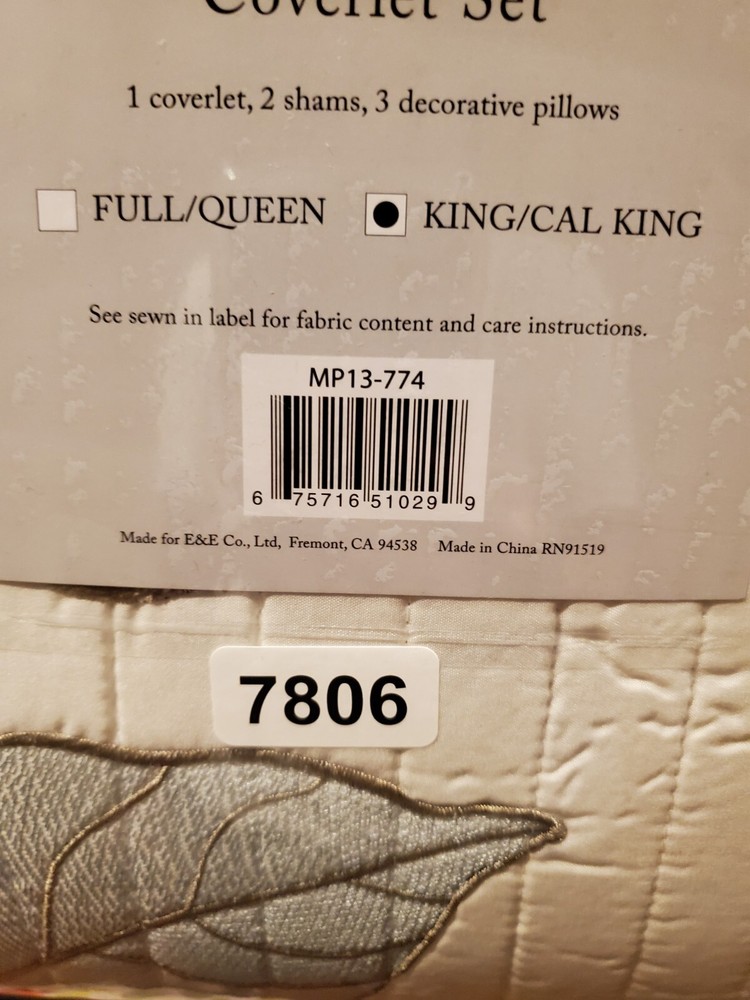 Coverlet Set
1 coverlet, 2 shams, 3 decorative pillows
FULL/QUEEN KING/CAL KING
See sewn in label for fabric content and care instructions.
MP13-774
6 75716 51029 9
Made for E&E Co., Ltd, Fremont, CA 94538 Made in China RN91519
7806